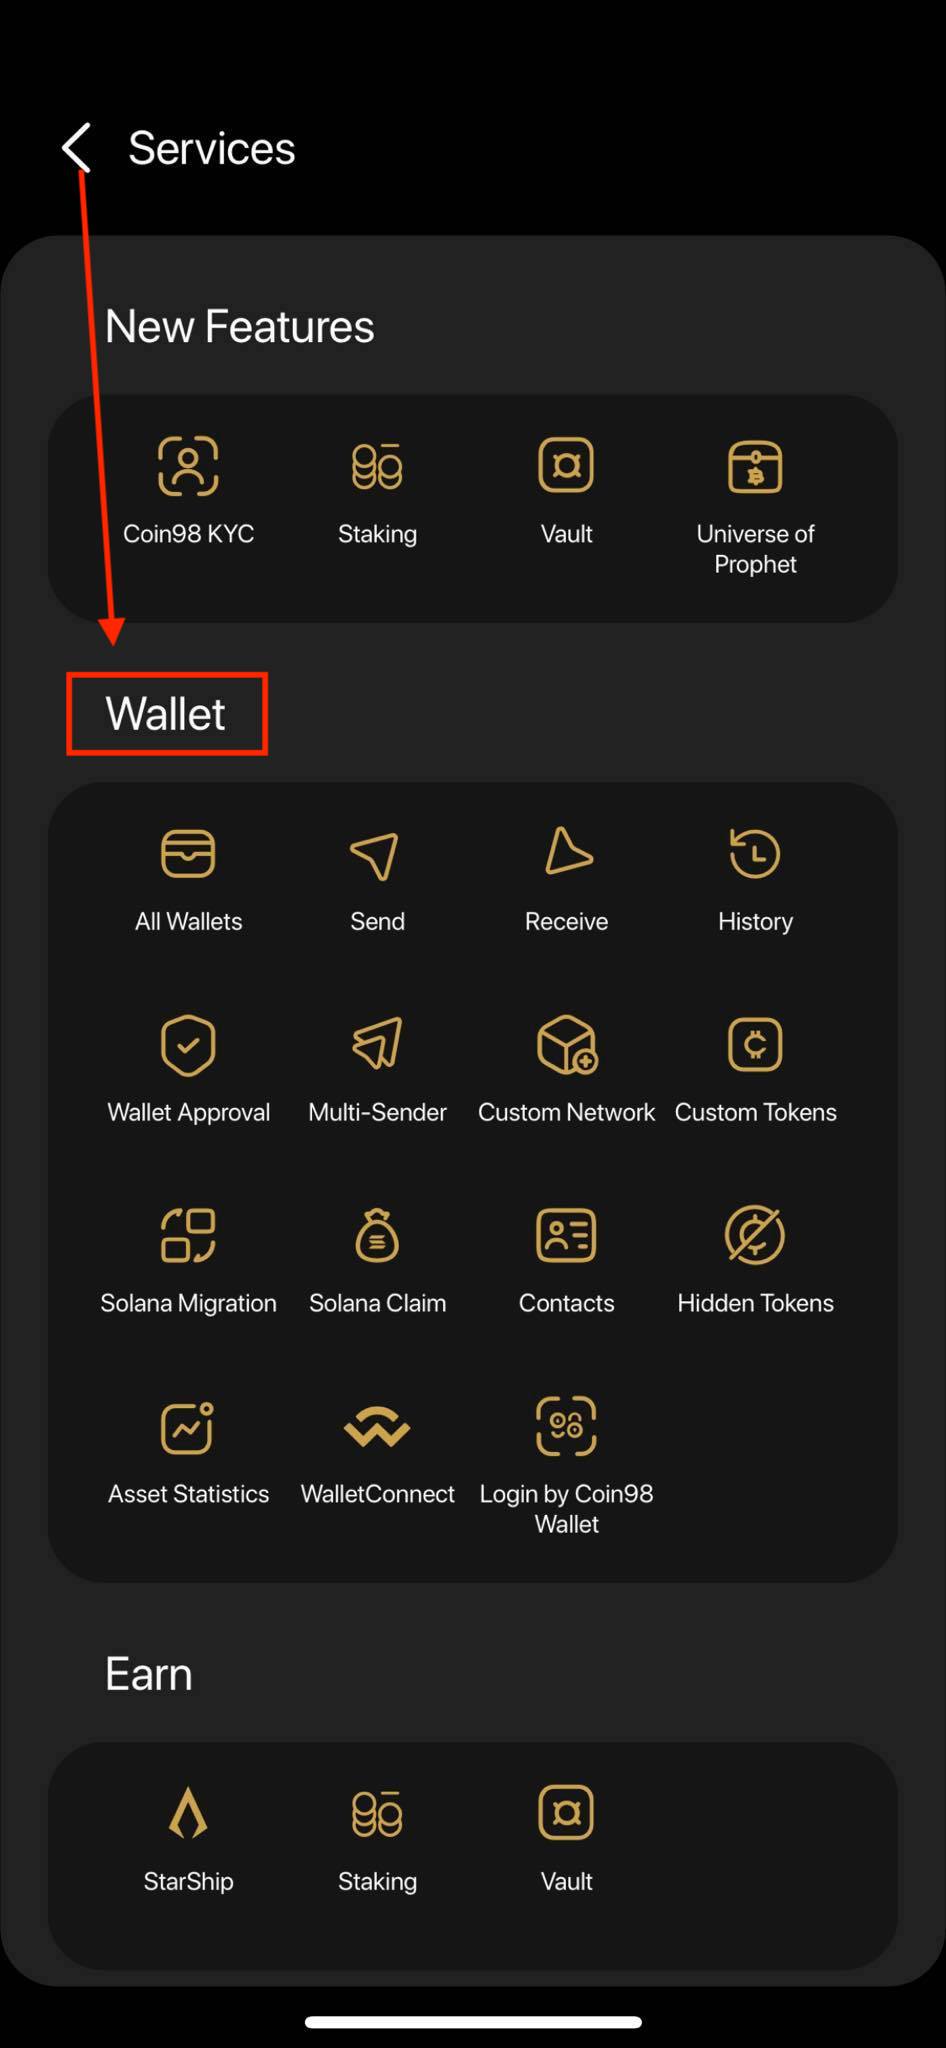 Services
New Features
Coin98 KYC
Staking
Vault
Universe of
Prophet
Wallet
All Wallets
Send
Receive
History
Wallet Approval
Multi-Sender
Custom Network
Custom Tokens
Solana Migration
Solana Claim
Contacts
Hidden Tokens
Asset Statistics
WalletConnect
Login by Coin98
Wallet
Earn
StarShip
Staking
Vault